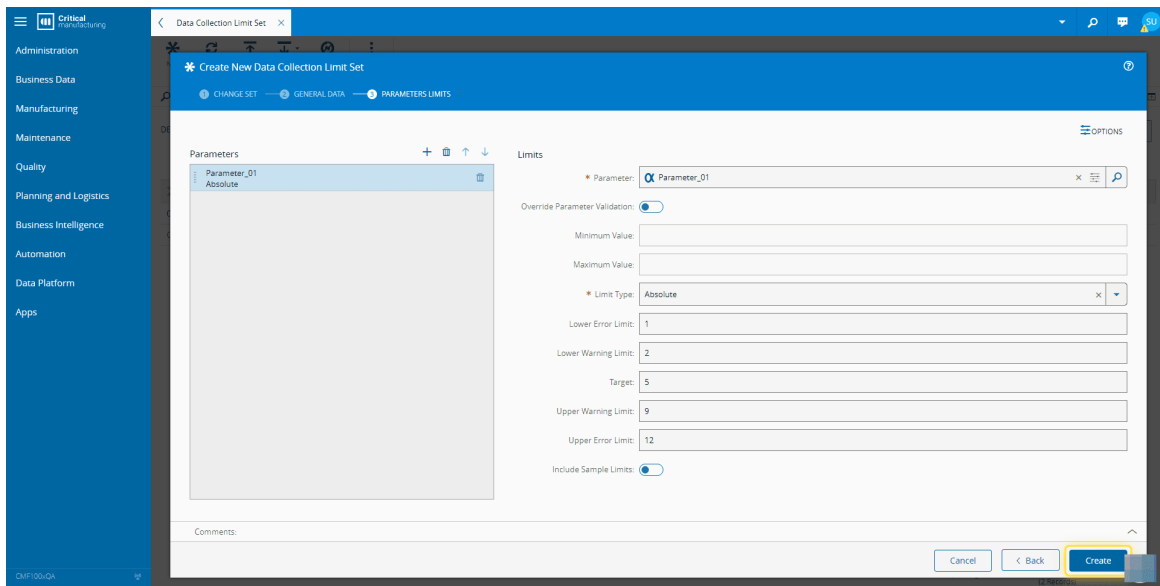 Critical
manufacturing
Data Collection Limit Set
SU
Administration
Business Data
Manufacturing
Maintenance
Quality
Planning and Logistics
Business Intelligence
Automation
Data Platform
Apps
CMF100xQA
Create New Data Collection Limit Set
1 CHANGE SET
2 GENERAL DATA
3 PARAMETERS LIMITS
OPTIONS
Parameters
Parameter_01
Absolute
Limits
* Parameter: Parameter_01
Override Parameter Validation:
Minimum Value:
Maximum Value:
* Limit Type: Absolute
Lower Error Limit: 1
Lower Warning Limit: 2
Target: 5
Upper Warning Limit: 9
Upper Error Limit: 12
Include Sample Limits:
Comments:
Cancel
< Back
Create
(2 Records)